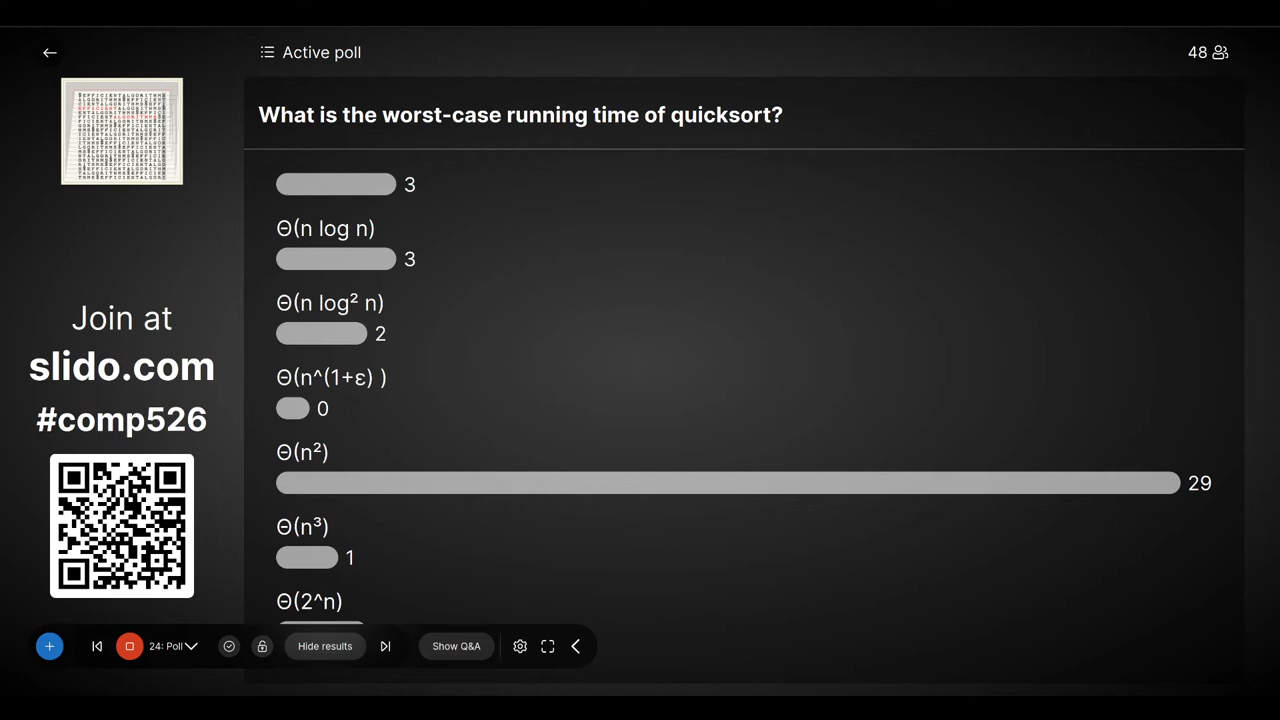 Active poll
48
What is the worst-case running time of quicksort?
3
Θ(n log n)
3
Θ(n log² n)
2
Θ(n^(1+ε) )
0
Θ(n²)
29
Θ(n³)
1
Θ(2^n)
Join at
slido.com
#comp526
24: Poll
Hide results
Show Q&A